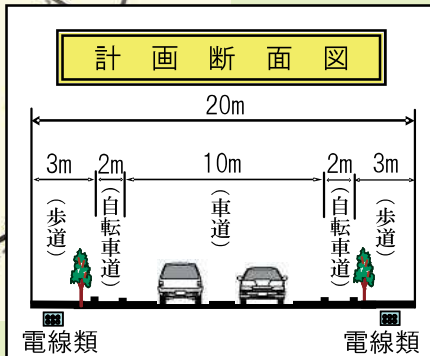 計画断面図
20m
3m 2m 10m 2m 3m
(歩道) (自転車道) (車道) (自転車道) (歩道)
電線類 電線類